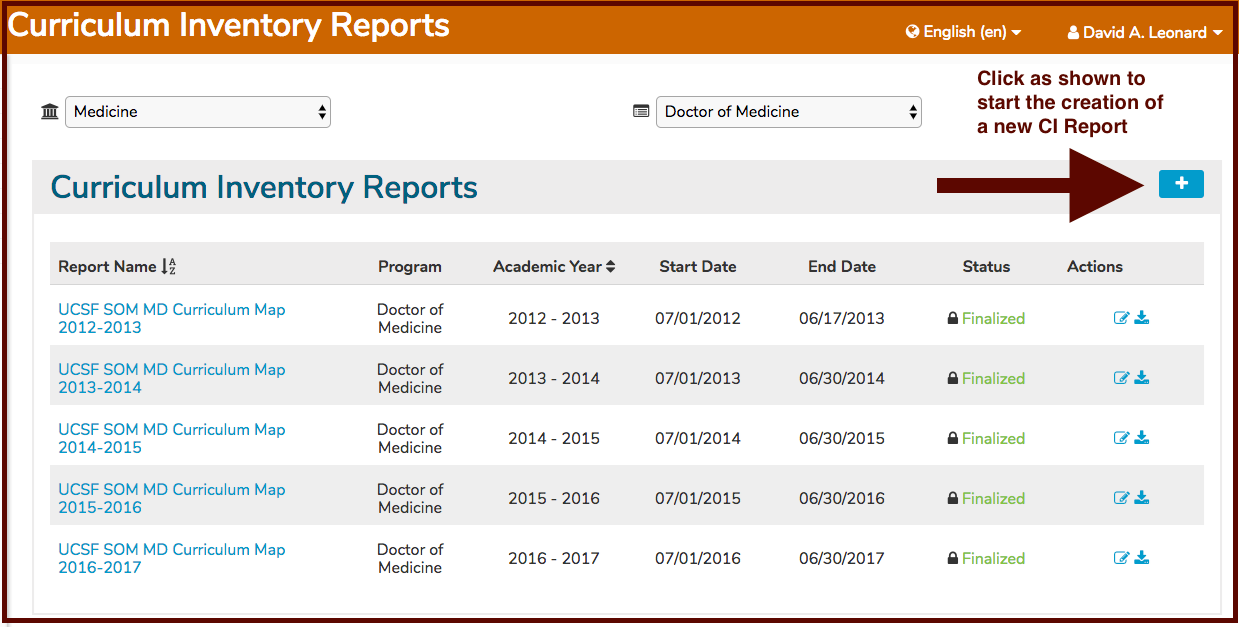 Curriculum Inventory Reports
English (en)
David A. Leonard
Click as shown to
start the creation of
a new CI Report
Medicine
Doctor of Medicine
Curriculum Inventory Reports
+
Report Name Program Academic Year Start Date End Date Status Actions
UCSF SOM MD Curriculum Map
2012-2013
Doctor of
Medicine
2012 - 2013 07/01/2012 06/17/2013 Finalized
UCSF SOM MD Curriculum Map
2013-2014
Doctor of
Medicine
2013 - 2014 07/01/2013 06/30/2014 Finalized
UCSF SOM MD Curriculum Map
2014-2015
Doctor of
Medicine
2014 - 2015 07/01/2014 06/30/2015 Finalized
UCSF SOM MD Curriculum Map
2015-2016
Doctor of
Medicine
2015 - 2016 07/01/2015 06/30/2016 Finalized
UCSF SOM MD Curriculum Map
2016-2017
Doctor of
Medicine
2016 - 2017 07/01/2016 06/30/2017 Finalized